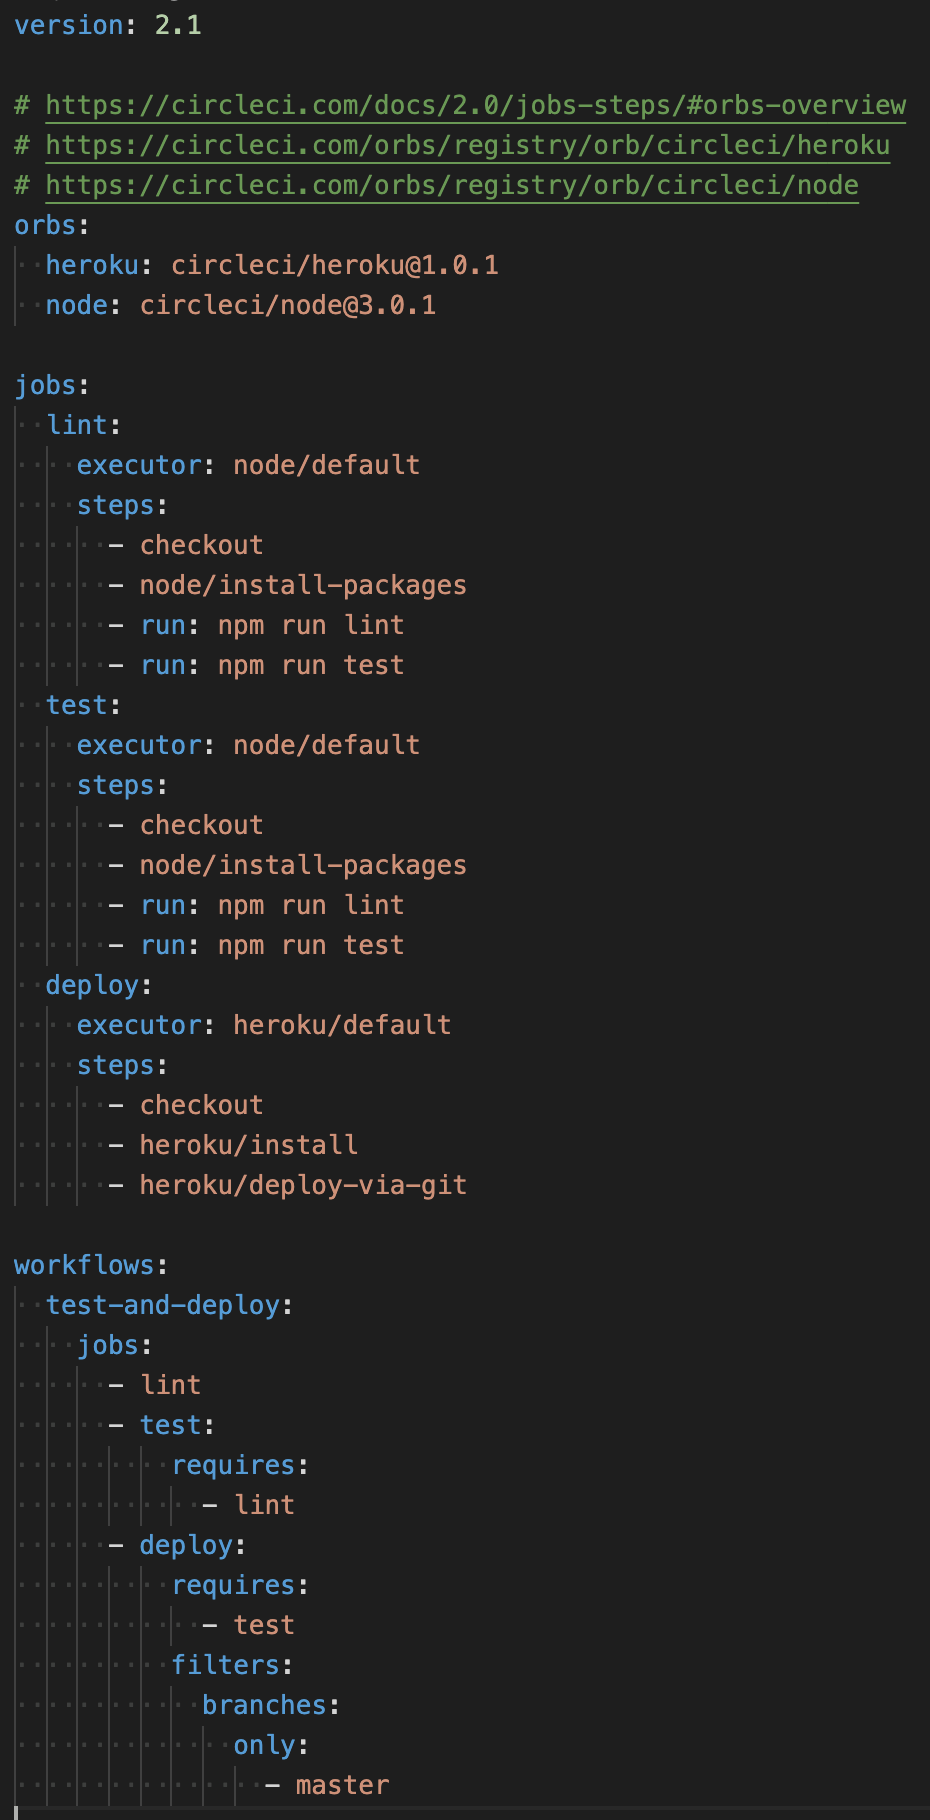 version: 2.1

# https://circleci.com/docs/2.0/jobs-steps/#orbs-overview
# https://circleci.com/orbs/registry/orb/circleci/heroku
# https://circleci.com/orbs/registry/orb/circleci/node
orbs:
  heroku: circleci/heroku@1.0.1
  node: circleci/node@3.0.1

jobs:
  lint:
    executor: node/default
    steps:
      - checkout
      - node/install-packages
      - run: npm run lint
      - run: npm run test
  test:
    executor: node/default
    steps:
      - checkout
      - node/install-packages
      - run: npm run lint
      - run: npm run test
  deploy:
    executor: heroku/default
    steps:
      - checkout
      - heroku/install
      - heroku/deploy-via-git

workflows:
  test-and-deploy:
    jobs:
      - lint
      - test:
          requires:
            - lint
      - deploy:
          requires:
            - test
          filters:
            branches:
              only:
                - master